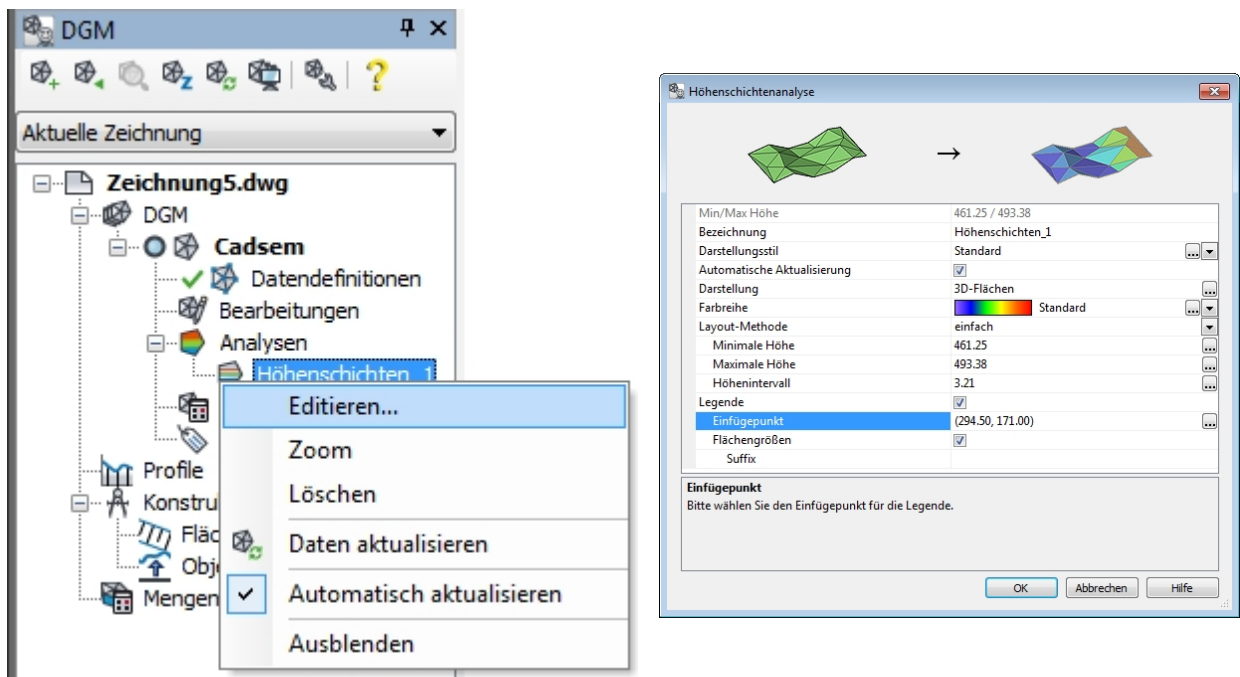 DGM
Aktuelle Zeichnung
Zeichnung5.dwg
DGM
Cadsem
Datendefinitionen
Bearbeitungen
Analysen
Höhenschichten_1
Editieren...
Zoom
Löschen
Daten aktualisieren
Automatisch aktualisieren
Ausblenden
Profile
Konstru
Fläc
Obj
Mengen
Höhenschichtenanalyse
→
Min/Max Höhe 461.25 / 493.38
Bezeichnung Höhenschichten_1
Darstellungsstil Standard ...
Automatische Aktualisierung
Darstellung 3D-Flächen ...
Farbreihe Standard ...
Layout-Methode einfach
Minimale Höhe 461.25 ...
Maximale Höhe 493.38 ...
Höhenintervall 3.21 ...
Legende
Einfügepunkt (294.50, 171.00) ...
Flächengrößen
Suffix
Einfügepunkt
Bitte wählen Sie den Einfügepunkt für die Legende.
OK Abbrechen Hilfe